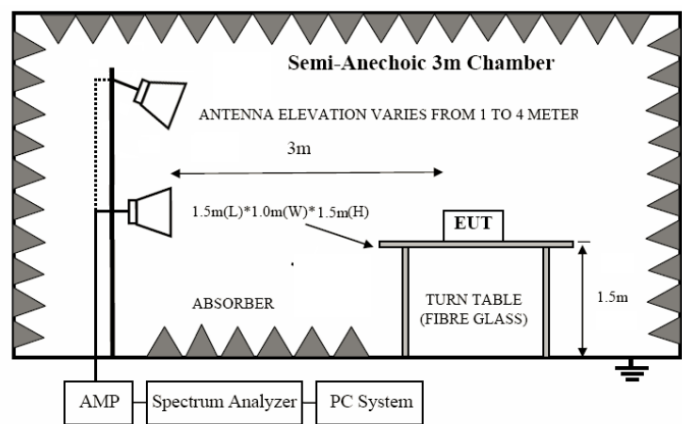 Semi-Anechoic 3m Chamber
ANTENNA ELEVATION VARIES FROM 1 TO 4 METER
3m
1.5m(L)*1.0m(W)*1.5m(H)
EUT
ABSORBER
TURN TABLE
(FIBRE GLASS)
1.5m
AMP
Spectrum Analyzer
PC System